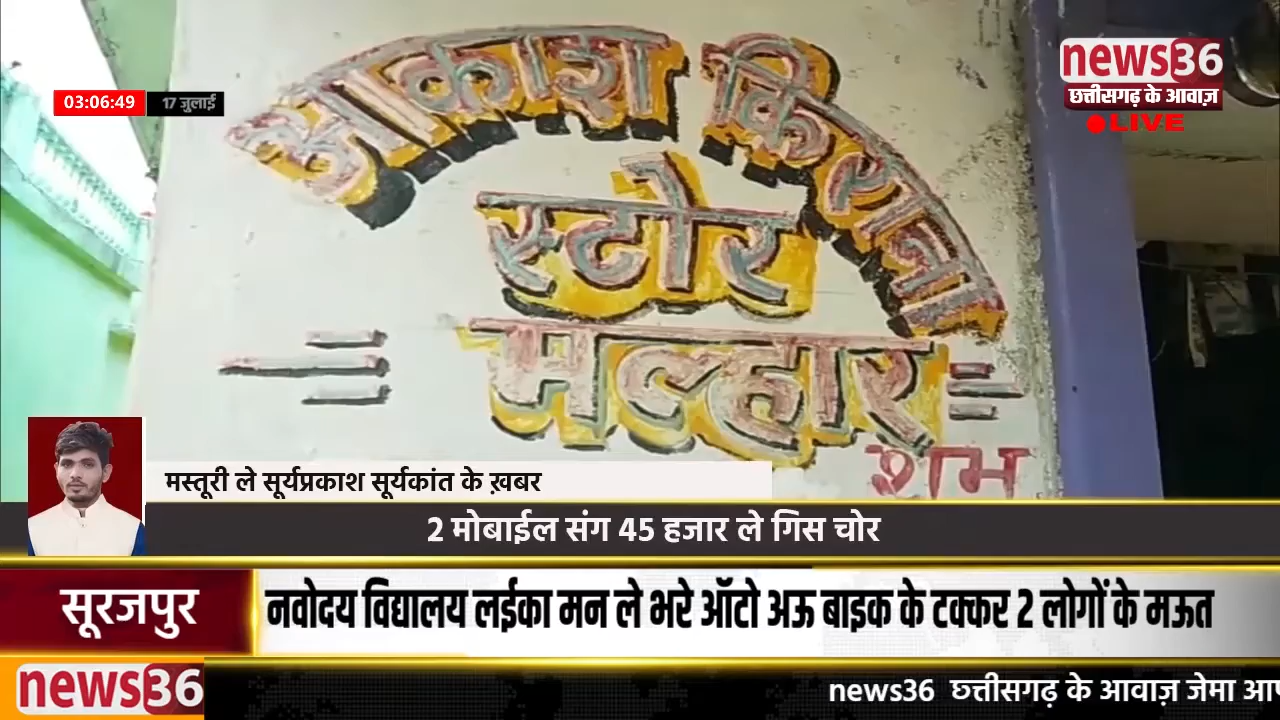 news36
छत्तीसगढ़ के आवाज़
LIVE
03:06:49
17 जुलाई
आकाश किराना
स्टोर
= मल्हार =
शुभ
मस्तूरी ले सूर्यप्रकाश सूर्यकांत के ख़बर
2 मोबाईल संग 45 हजार ले गिस चोर
सूरजपुर
नवोदय विद्यालय लईका मन ले भरे ऑटो अऊ बाइक के टक्कर 2 लोगों के मऊत
news36
news36 छत्तीसगढ़ के आवाज़ जेमा